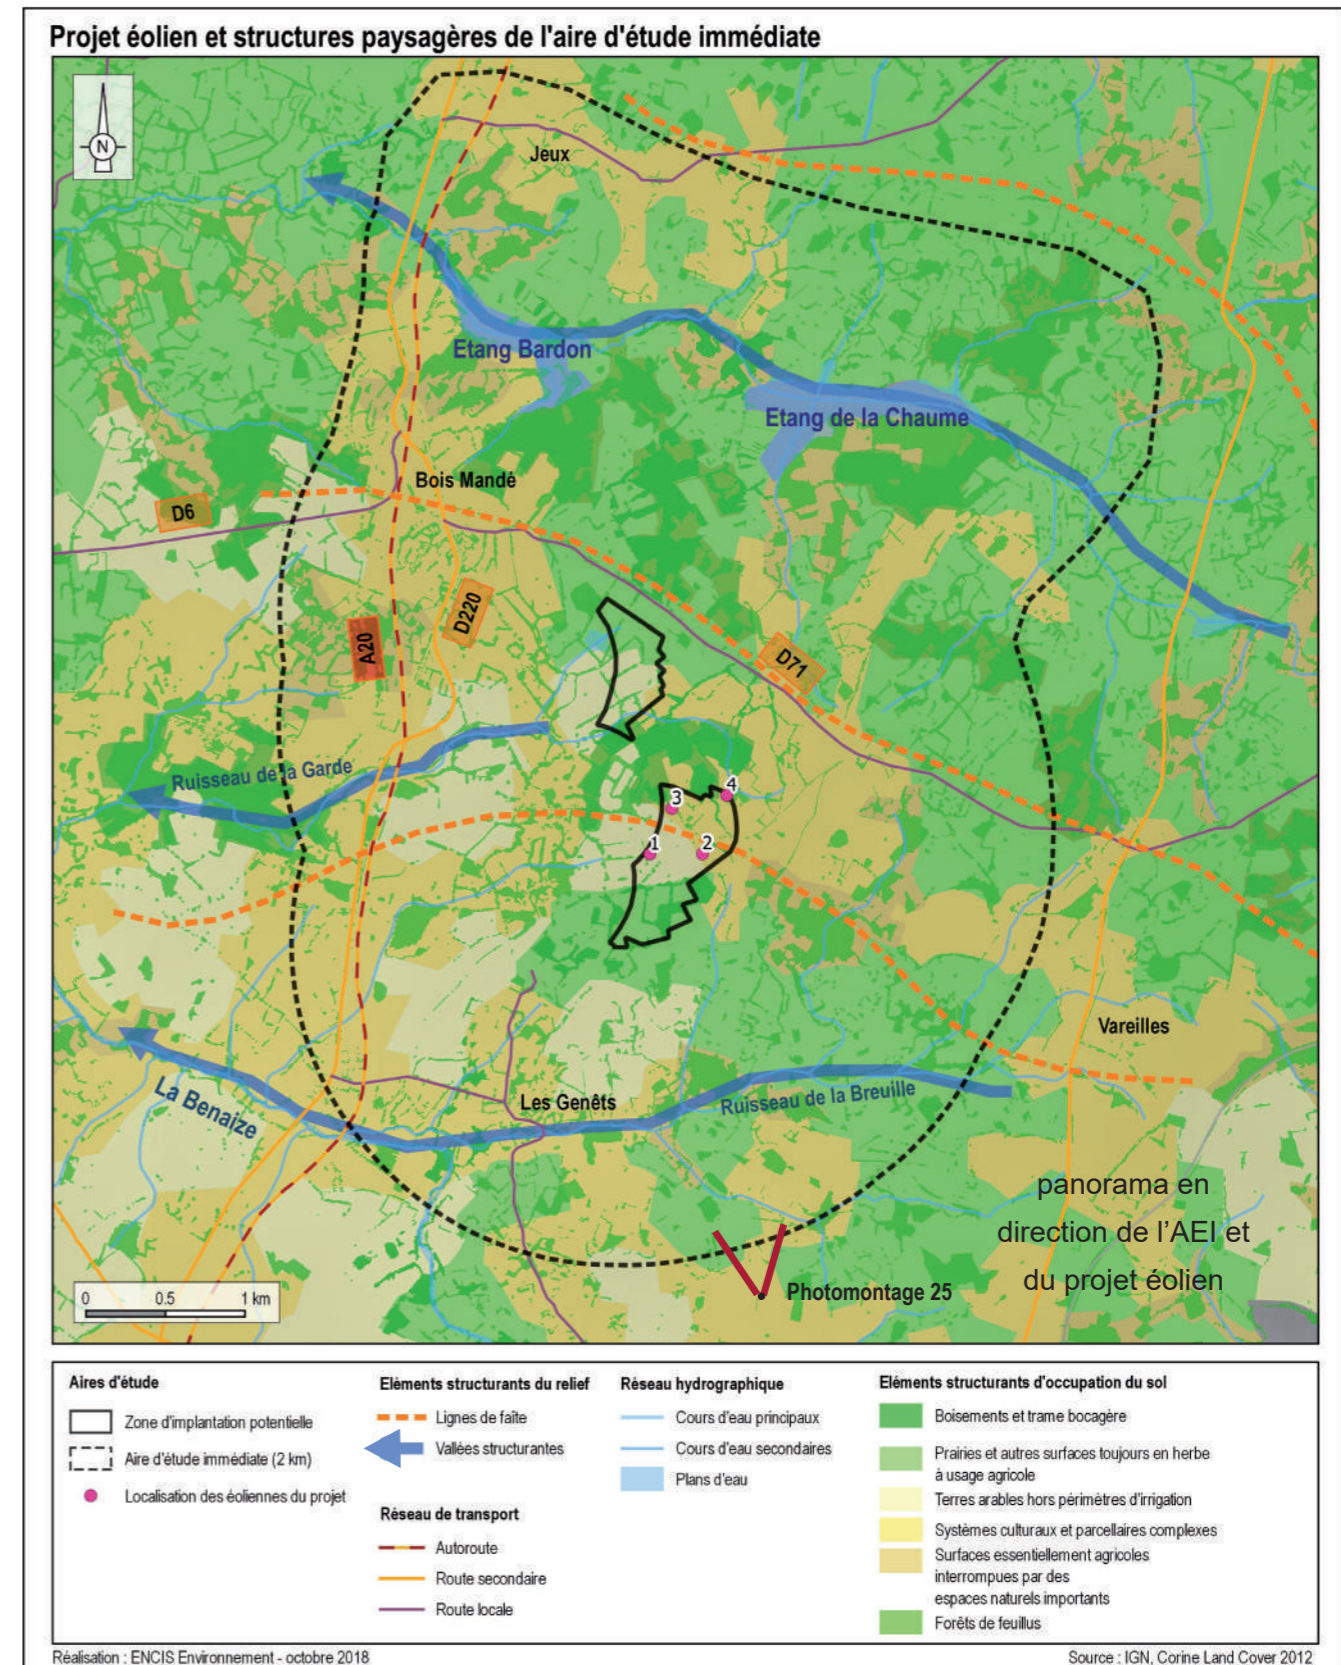 Projet éolien et structures paysagères de l'aire d'étude immédiate
N
Jeux
Etang Bardon
Etang de la Chaume
Bois Mandé
D6
D220
A20
D71
Ruisseau de la Garde
3
4
1
2
Vareilles
La Benaize
Les Genêts
Ruisseau de la Breuille
panorama en
direction de l'AEI et
du projet éolien
Photomontage 25
0 0.5 1 km
Aires d'étude
Zone d'implantation potentielle
Aire d'étude immédiate (2 km)
Localisation des éoliennes du projet
Eléments structurants du relief
Lignes de faîte
Vallées structurantes
Réseau de transport
Autoroute
Route secondaire
Route locale
Réseau hydrographique
Cours d'eau principaux
Cours d'eau secondaires
Plans d'eau
Eléments structurants d'occupation du sol
Boisements et trame bocagère
Prairies et autres surfaces toujours en herbe
à usage agricole
Terres arables hors périmètres d'irrigation
Systèmes culturaux et parcellaires complexes
Surfaces essentiellement agricoles
interrompues par des
espaces naturels importants
Forêts de feuillus
Réalisation : ENCIS Environnement - octobre 2018
Source : IGN, Corine Land Cover 2012